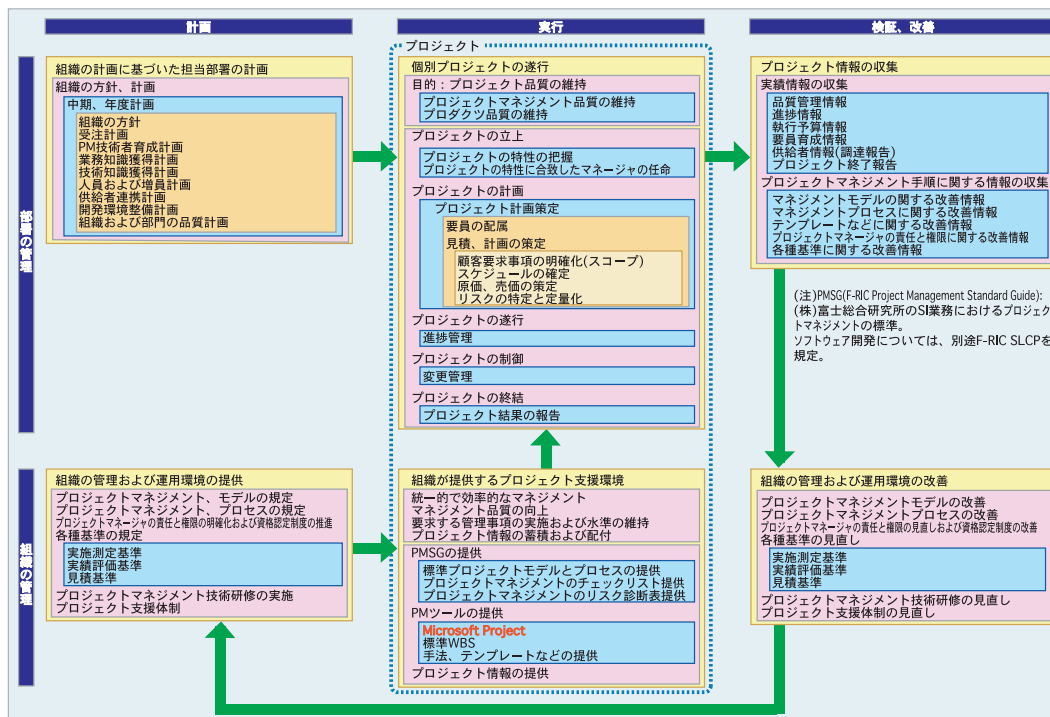 計画
実行
検証、改善
部署の管理
組織の計画に基づいた担当部署の計画
組織の方針、計画
中期、年度計画
組織の方針
受注計画
PM技術者育成計画
業務知識獲得計画
技術知識獲得計画
人員および増員計画
供給者連携計画
開発環境整備計画
組織および部門の品質計画
プロジェクト
個別プロジェクトの遂行
目的：プロジェクト品質の維持
プロジェクトマネジメント品質の維持
プロダクツ品質の維持
プロジェクトの立上
プロジェクトの特性の把握
プロジェクトの特性に合致したマネージャの任命
プロジェクトの計画
プロジェクト計画策定
要員の配属
見積、計画の策定
顧客要求事項の明確化(スコープ)
スケジュールの確定
原価、売価の策定
リスクの特定と定量化
プロジェクトの遂行
進捗管理
プロジェクトの制御
変更管理
プロジェクトの終結
プロジェクト結果の報告
プロジェクト情報の収集
実績情報の収集
品質管理情報
進捗情報
執行予算情報
要員育成情報
供給者情報(調達報告)
プロジェクト終了報告
プロジェクトマネジメント手順に関する情報の収集
マネジメントモデルの関する改善情報
マネジメントプロセスに関する改善情報
テンプレートなどに関する改善情報
プロジェクトマネージャの責任と権限に関する改善情報
各種基準に関する改善情報
(注)PMSG(F-RIC Project Management Standard Guide):
(株)富士総合研究所のSI業務におけるプロジェク
トマネジメントの標準。
ソフトウェア開発については、別途F-RIC SLCPを
規定。
組織の管理
組織の管理および運用環境の提供
プロジェクトマネジメント、モデルの規定
プロジェクトマネジメント、プロセスの規定
プロジェクトマネージャの責任と権限の明確化および資格認定制度の推進
各種基準の規定
実施測定基準
実績評価基準
見積基準
プロジェクトマネジメント技術研修の実施
プロジェクト支援体制
組織が提供するプロジェクト支援環境
統一的で効率的なマネジメント
マネジメント品質の向上
要求する管理事項の実施および水準の維持
プロジェクト情報の蓄積および配付
PMSGの提供
標準プロジェクトモデルとプロセスの提供
プロジェクトマネジメントのチェックリスト提供
プロジェクトマネジメントのリスク診断表提供
PMツールの提供
Microsoft Project
標準WBS
手法、テンプレートなどの提供
プロジェクト情報の提供
組織の管理および運用環境の改善
プロジェクトマネジメントモデルの改善
プロジェクトマネジメントプロセスの改善
プロジェクトマネージャの責任と権限の見直しおよび資格認定制度の改善
各種基準の見直し
実施測定基準
実績評価基準
見積基準
プロジェクトマネジメント技術研修の見直し
プロジェクト支援体制の見直し